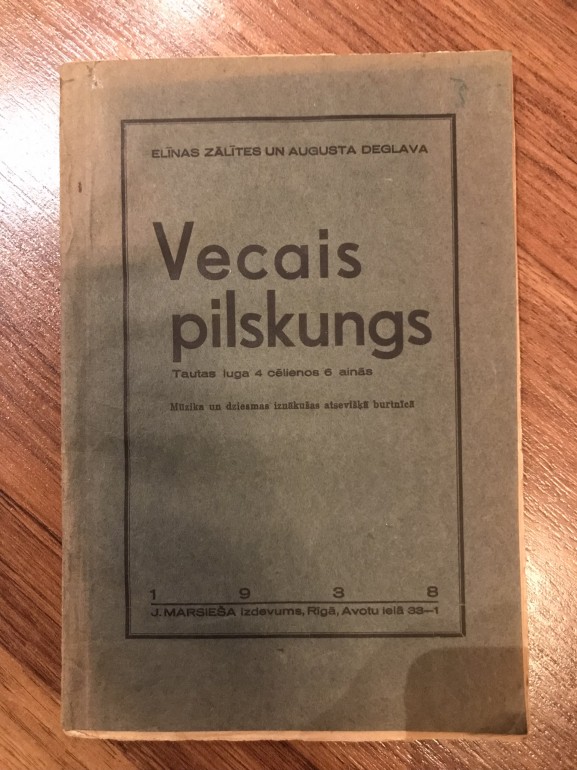 ELĪNAS ZĀLĪTES UN AUGUSTA DEGLAVA
Vecais
pilskungs
Tautas luga 4 cēlienos 6 ainās
Mūzika un dziesmas iznākušas atsevišķā burtnīcā
1 9 3 8
J. MARSIEŠA izdevums, Rīgā, Avotu ielā 33—1